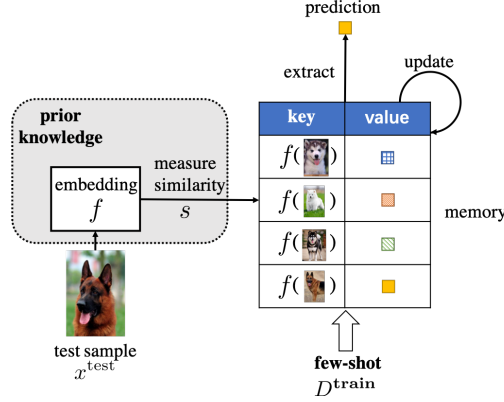 prediction
extract
update
prior
knowledge
measure
similarity
s
embedding
f
key value
f( )
f( )
f( )
f( )
memory
test sample
x^test
few-shot
D^train